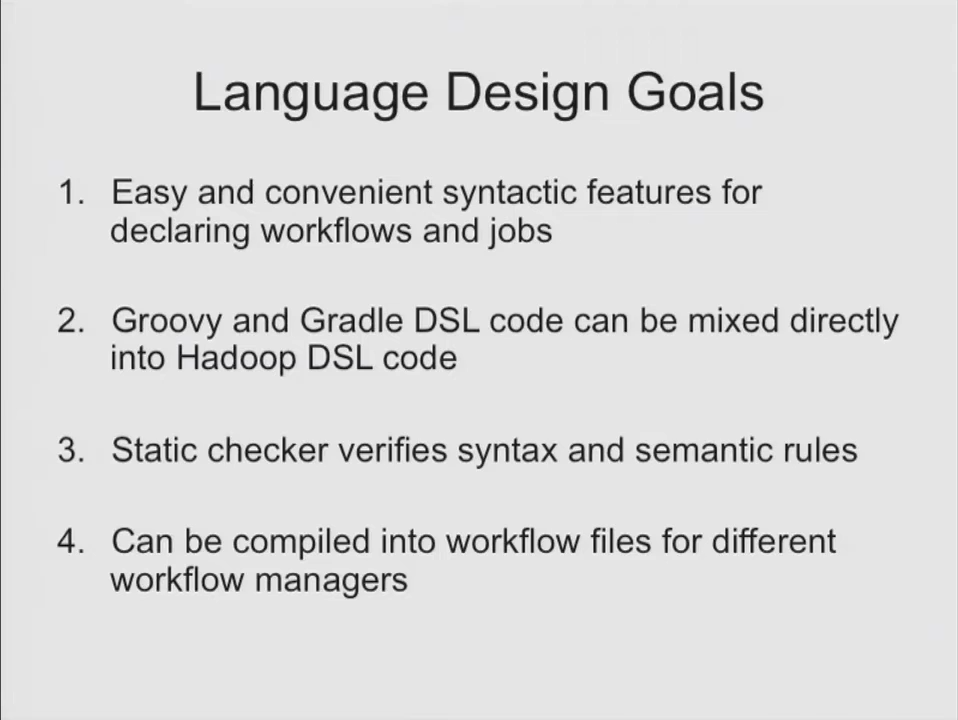 Language Design Goals
1. Easy and convenient syntactic features for
declaring workflows and jobs
2. Groovy and Gradle DSL code can be mixed directly
into Hadoop DSL code
3. Static checker verifies syntax and semantic rules
4. Can be compiled into workflow files for different
workflow managers